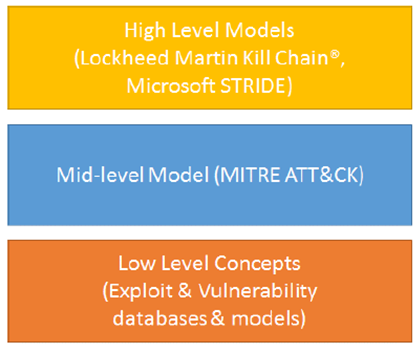 High Level Models
(Lockheed Martin Kill Chain®,
Microsoft STRIDE)
Mid-level Model (MITRE ATT&CK)
Low Level Concepts
(Exploit & Vulnerability
databases & models)